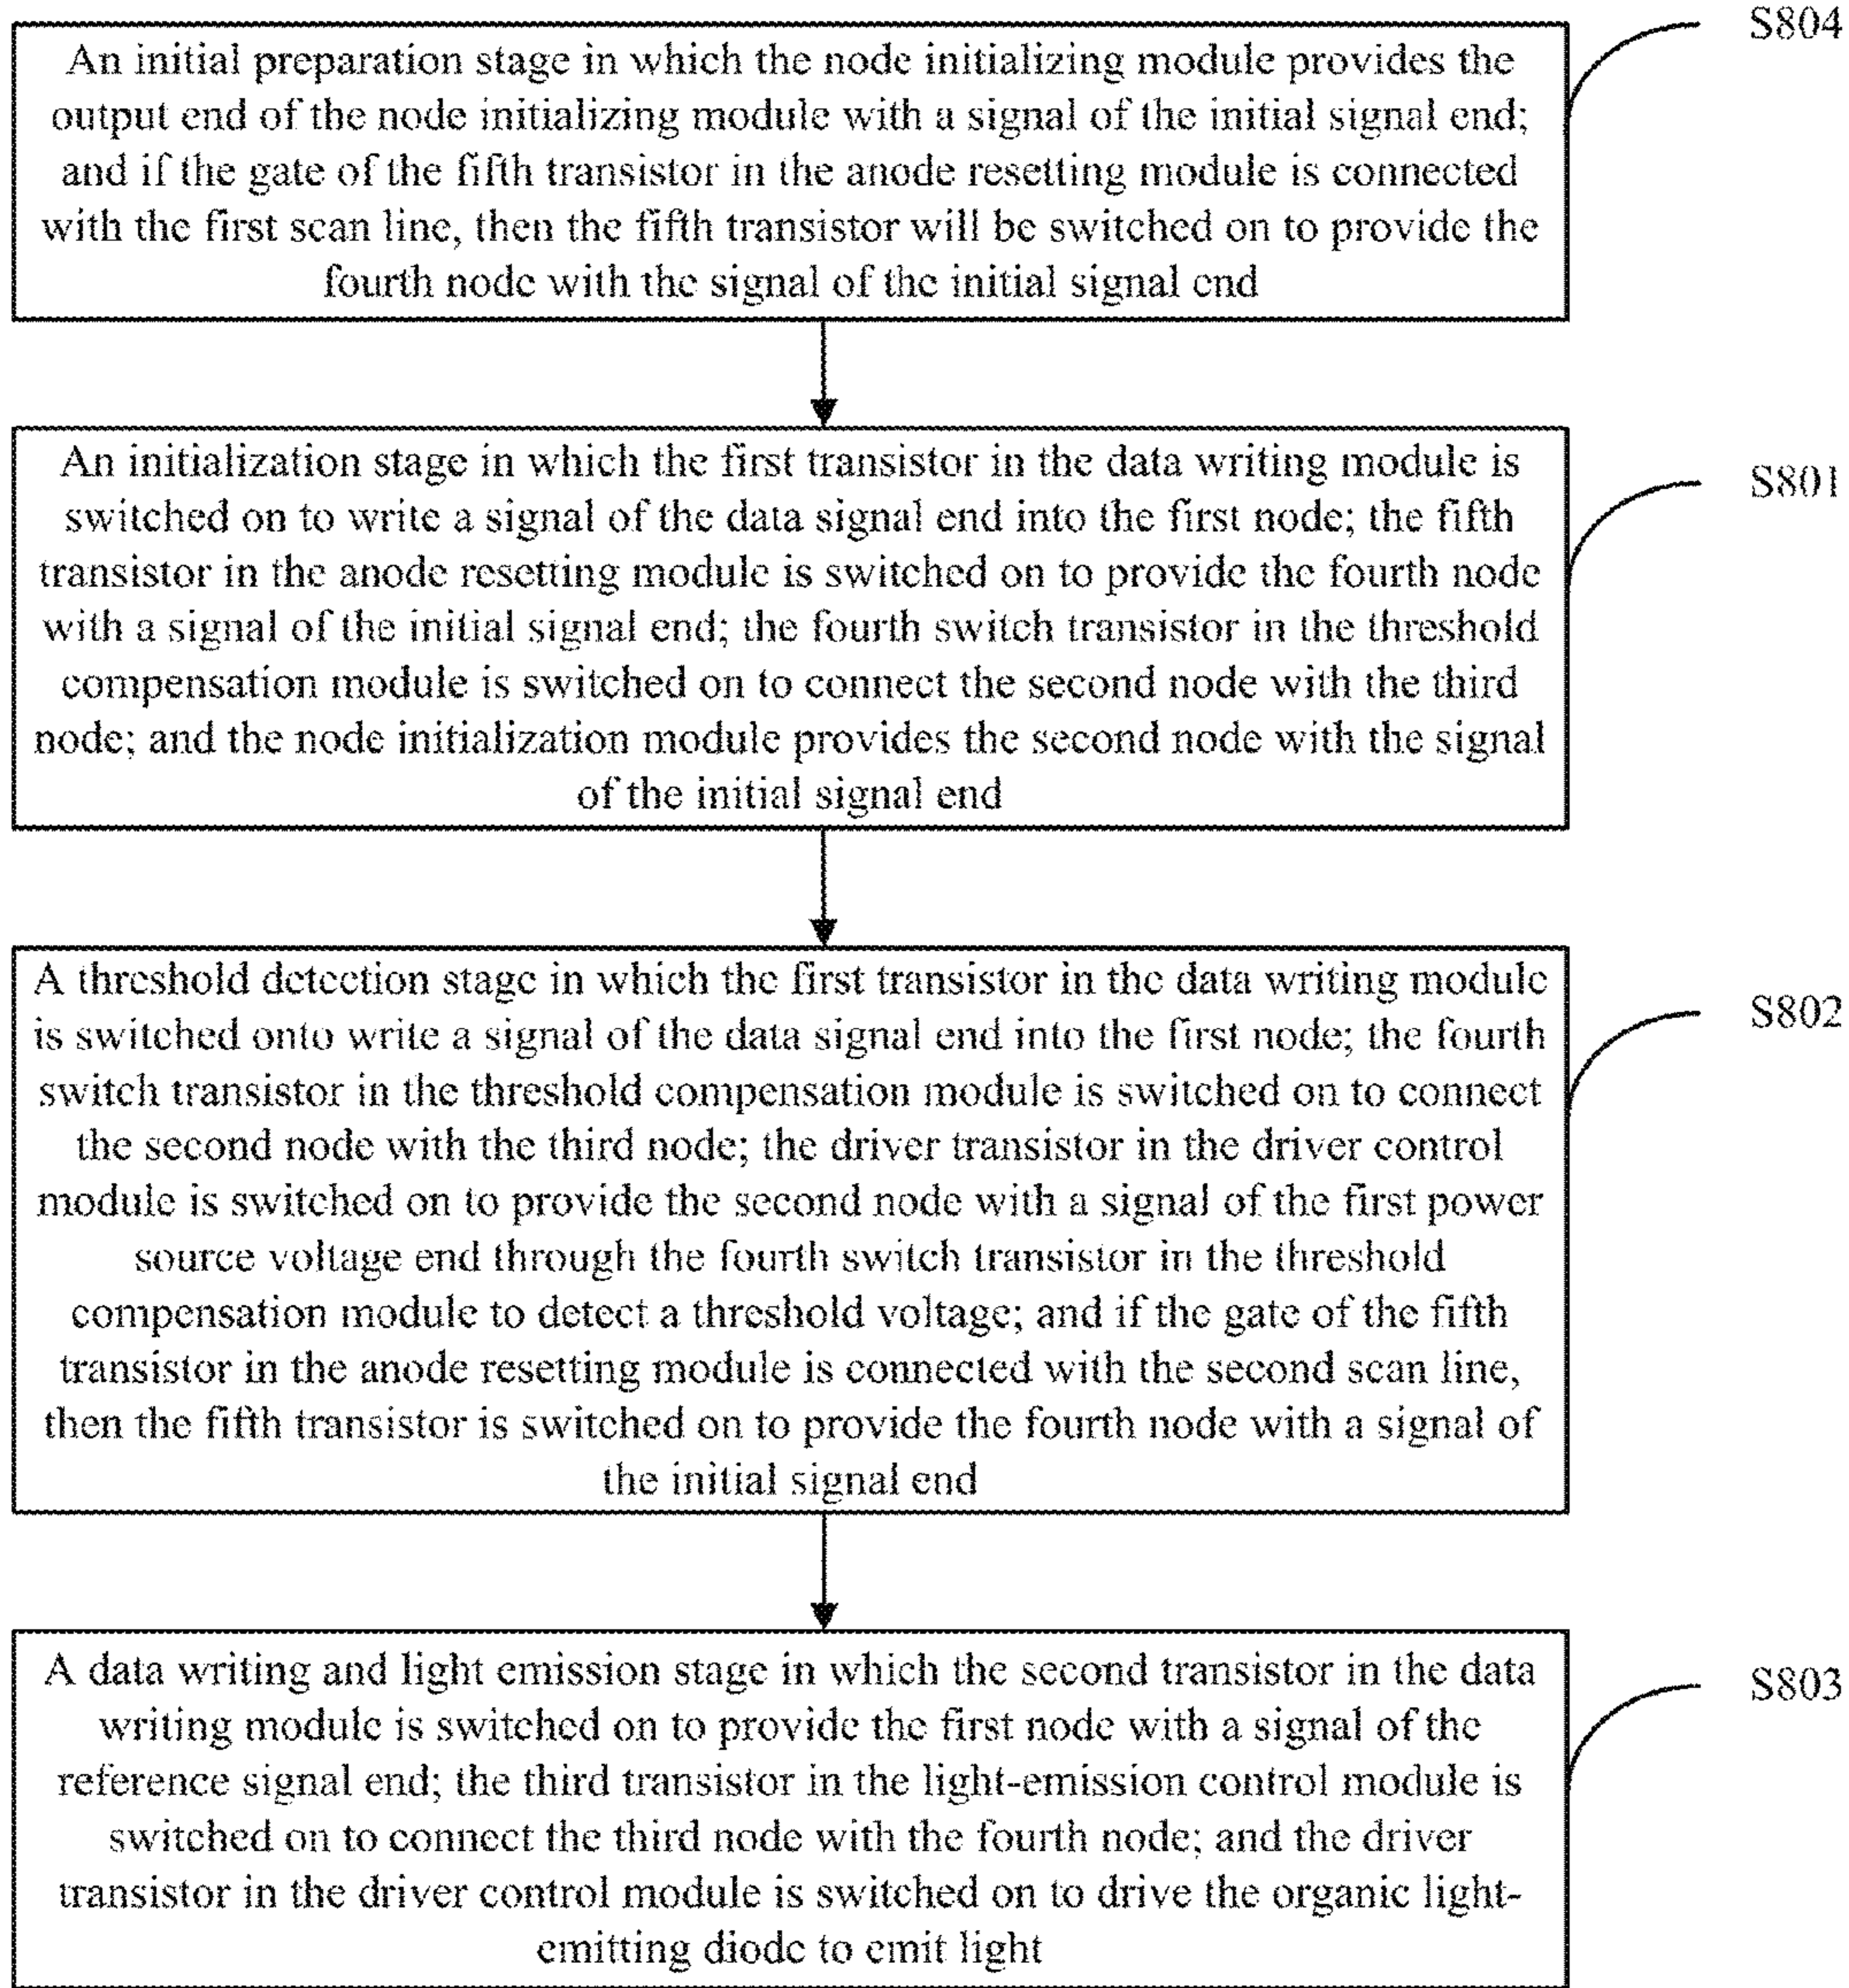 S804
An initial preparation stage in which the node initializing module provides the
output end of the node initializing module with a signal of the initial signal end;
and if the gate of the fifth transistor in the anode resetting module is connected
with the first scan line, then the fifth transistor will be switched on to provide the
fourth node with the signal of the initial signal end
S801
An initialization stage in which the first transistor in the data writing module is
switched on to write a signal of the data signal end into the first node; the fifth
transistor in the anode resetting module is switched on to provide the fourth node
with a signal of the initial signal end; the fourth switch transistor in the threshold
compensation module is switched on to connect the second node with the third
node; and the node initialization module provides the second node with the signal
of the initial signal end
S802
A threshold detection stage in which the first transistor in the data writing module
is switched onto write a signal of the data signal end into the first node; the fourth
switch transistor in the threshold compensation module is switched on to connect
the second node with the third node; the driver transistor in the driver control
module is switched on to provide the second node with a signal of the first power
source voltage end through the fourth switch transistor in the threshold
compensation module to detect a threshold voltage; and if the gate of the fifth
transistor in the anode resetting module is connected with the second scan line,
then the fifth transistor is switched on to provide the fourth node with a signal of
the initial signal end
S803
A data writing and light emission stage in which the second transistor in the data
writing module is switched on to provide the first node with a signal of the
reference signal end; the third transistor in the light-emission control module is
switched on to connect the third node with the fourth node; and the driver
transistor in the driver control module is switched on to drive the organic light-
emitting diode to emit light